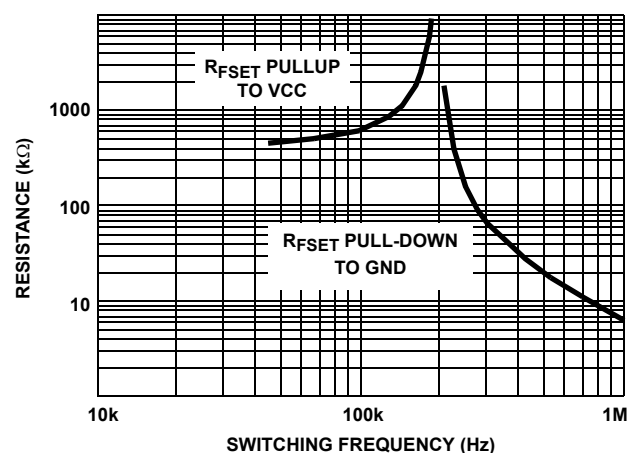 RFSET PULLUP
TO VCC
1000
100
10
RESISTANCE (kΩ)
RFSET PULL-DOWN
TO GND
10k 100k 1M
SWITCHING FREQUENCY (Hz)